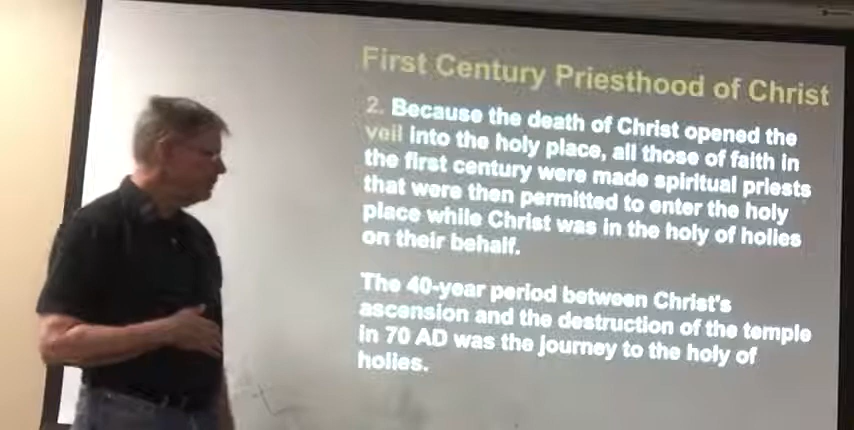 First Century Priesthood of Christ
2. Because the death of Christ opened the
veil into the holy place, all those of faith in
the first century were made spiritual priests
that were then permitted to enter the holy
place while Christ was in the holy of holies
on their behalf.
The 40-year period between Christ's
ascension and the destruction of the temple
in 70 AD was the journey to the holy of
holies.